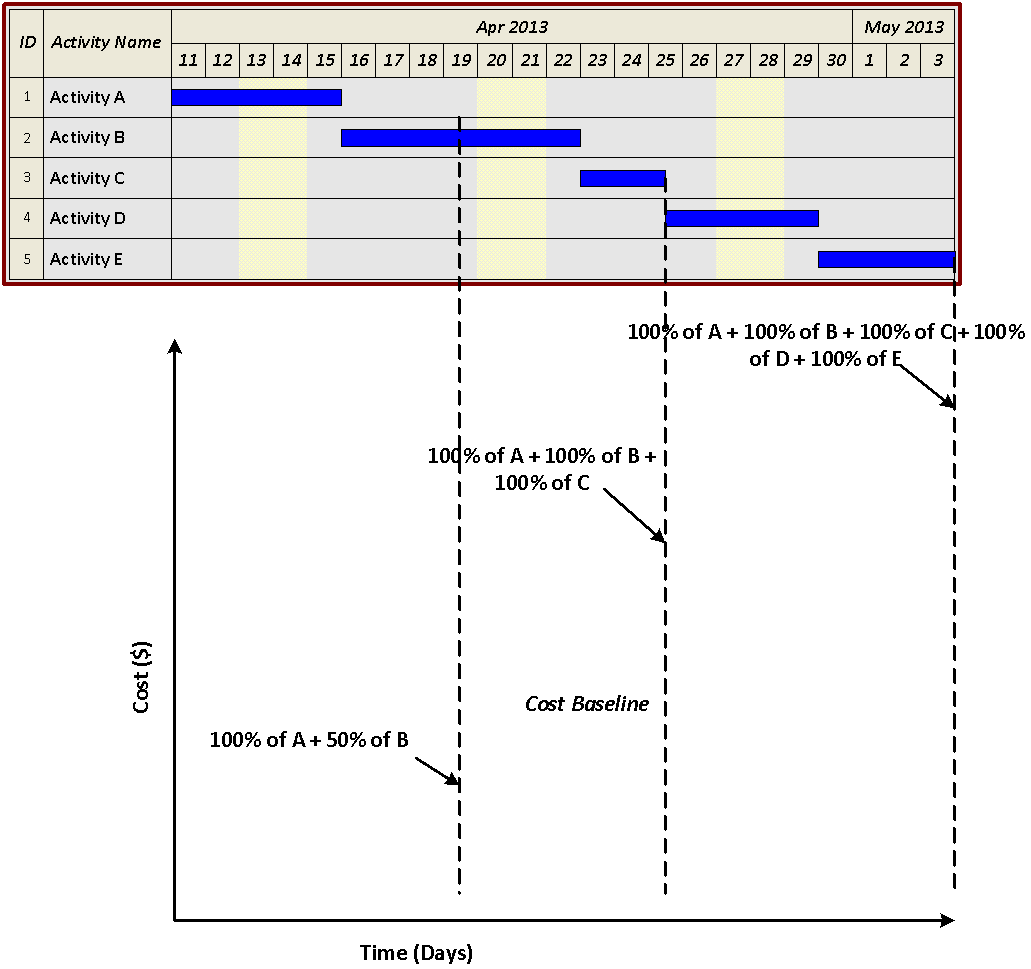 ID Activity Name Apr 2013 May 2013
11 12 13 14 15 16 17 18 19 20 21 22 23 24 25 26 27 28 29 30 1 2 3
1 Activity A
2 Activity B
3 Activity C
4 Activity D
5 Activity E
100% of A + 100% of B + 100% of C + 100%
of D + 100% of E
100% of A + 100% of B +
100% of C
Cost ($)
Cost Baseline
100% of A + 50% of B
Time (Days)